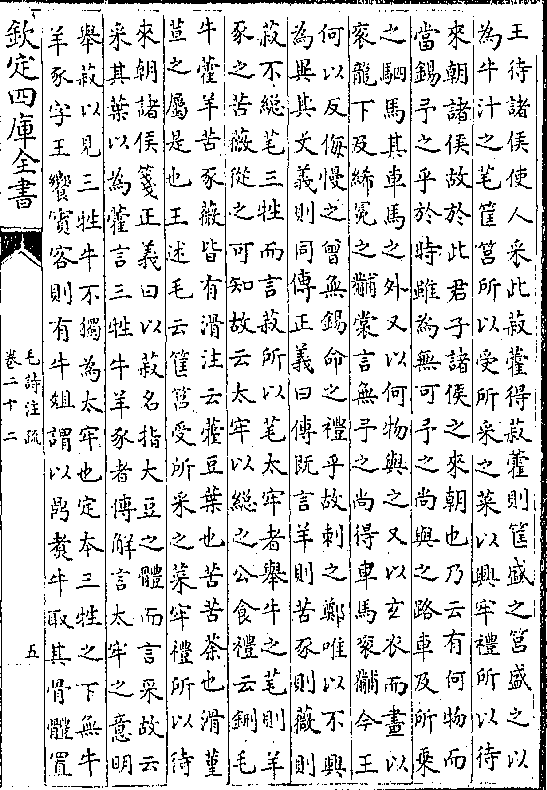 王待諸侯使人采此菽藿得菽藿則筐盛之筥盛之以
為牛汁之芼筐筥所以受所采之菜以興牢禮所以待
來朝諸侯故於此君子諸侯之來朝也乃云有何物而
當錫予之乎於時雖為無可予之尚與之路車及所乘
之駟馬其車馬之外又以何物與之又以玄衣而畫以
衮龍下及絺冕之黼裳言無予之尚得車馬衮黼今王
何以反侮慢之曾無錫命之禮乎故刺之鄭唯以不興
為異其文義則同傳正義曰傳既言羊則苦豕則薇則
菽不總芼三牲而言菽所以芼太牢者舉牛之芼則羊
豕之苦薇從之可知故云太牢以總之公食禮云鉶毛
牛藿羊苦豕薇皆有滑注云藿豆葉也苦苦荼也滑堇
荁之屬是也王述毛云筐筥受所采之菜牢禮所以待
來朝諸侯箋正義曰以菽名指大豆之體而言采故云
采其葉以為藿言三牲牛羊豕者傳解言太牢之意明
舉菽以見三牲牛不獨為太牢也定本三牲之下無牛
羊豕字王饗賓客則有牛俎謂以鼎煑牛取其骨體置
欽定四庫全書
毛詩注疏
卷二十二
五